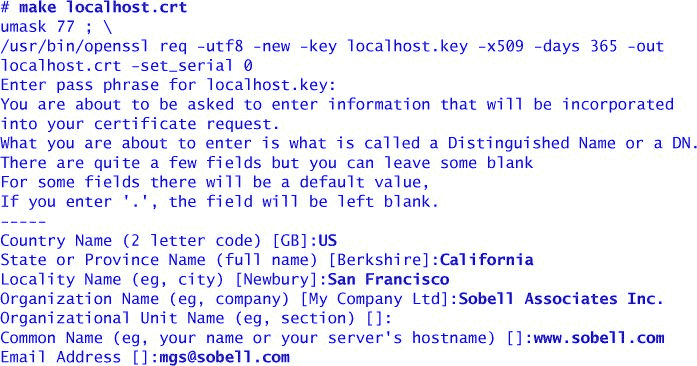 # make localhost.crt
umask 77 ; \
/usr/bin/openssl req -utf8 -new -key localhost.key -x509 -days 365 -out
localhost.crt -set_serial 0
Enter pass phrase for localhost.key:
You are about to be asked to enter information that will be incorporated
into your certificate request.
What you are about to enter is what is called a Distinguished Name or a DN.
There are quite a few fields but you can leave some blank
For some fields there will be a default value,
If you enter '.', the field will be left blank.
-----
Country Name (2 letter code) [GB]:US
State or Province Name (full name) [Berkshire]:California
Locality Name (eg, city) [Newbury]:San Francisco
Organization Name (eg, company) [My Company Ltd]:Sobell Associates Inc.
Organizational Unit Name (eg, section) []:
Common Name (eg, your name or your server's hostname) []:www.sobell.com
Email Address []:mgs@sobell.com